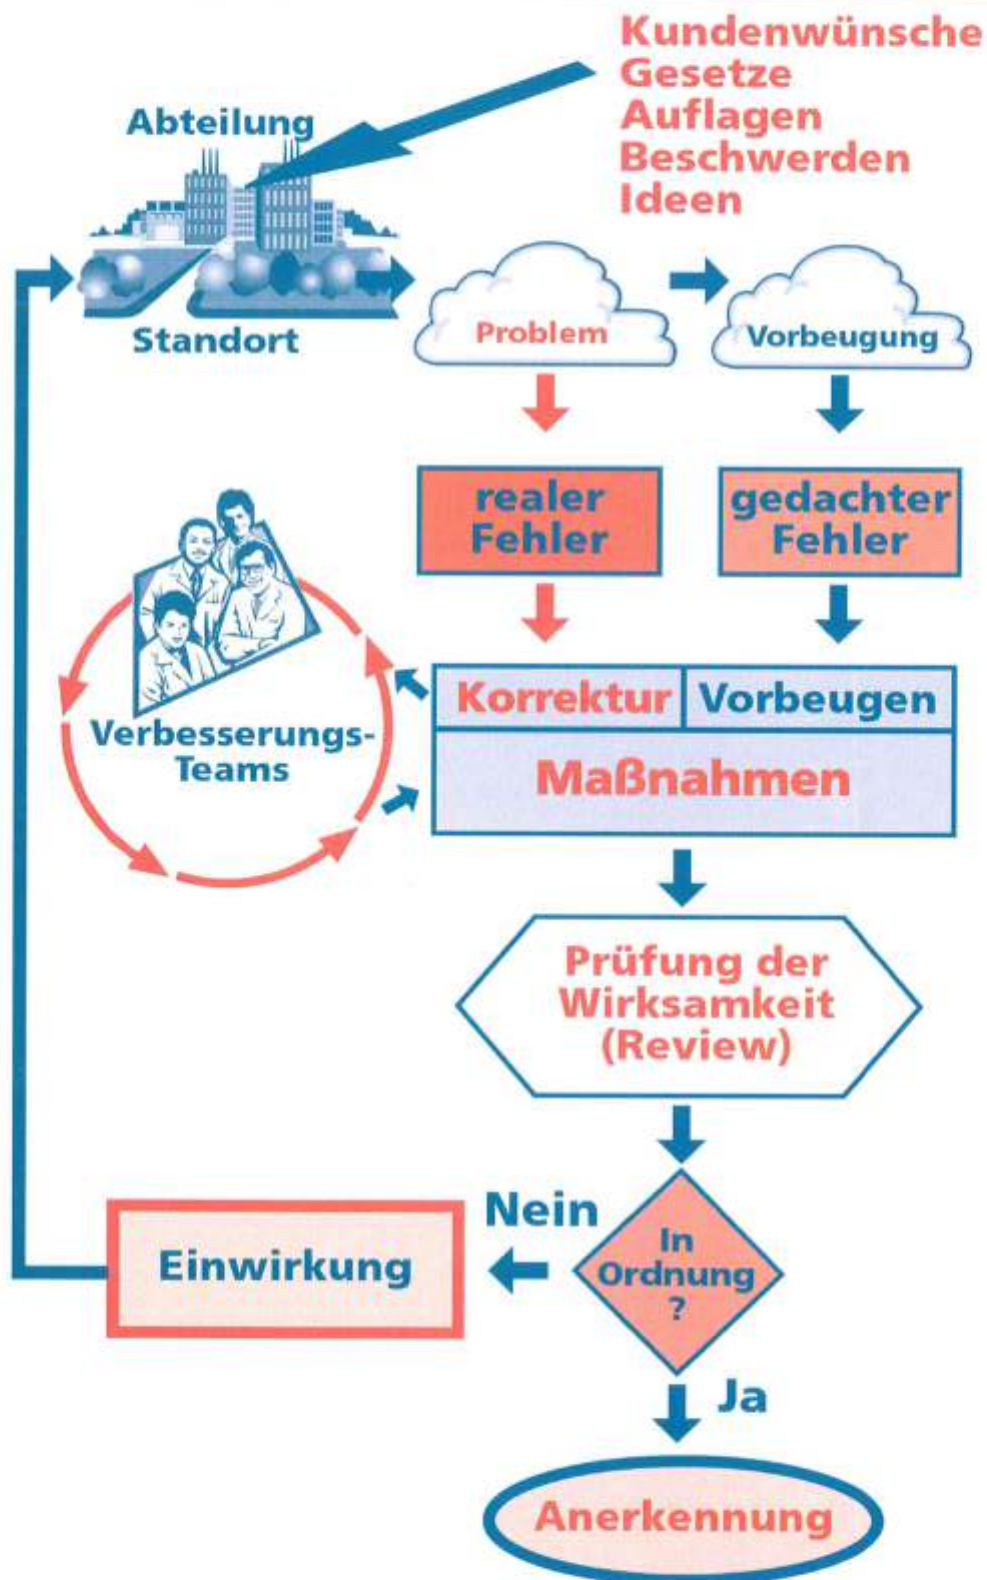 Kundenwünsche
Gesetze
Auflagen
Beschwerden
Ideen
Abteilung
Standort
Problem
Vorbeugung
realer
Fehler
gedachter
Fehler
Verbesserungs-
Teams
Korrektur
Vorbeugen
Maßnahmen
Prüfung der
Wirksamkeit
(Review)
In
Ordnung
?
Nein
Einwirkung
Ja
Anerkennung